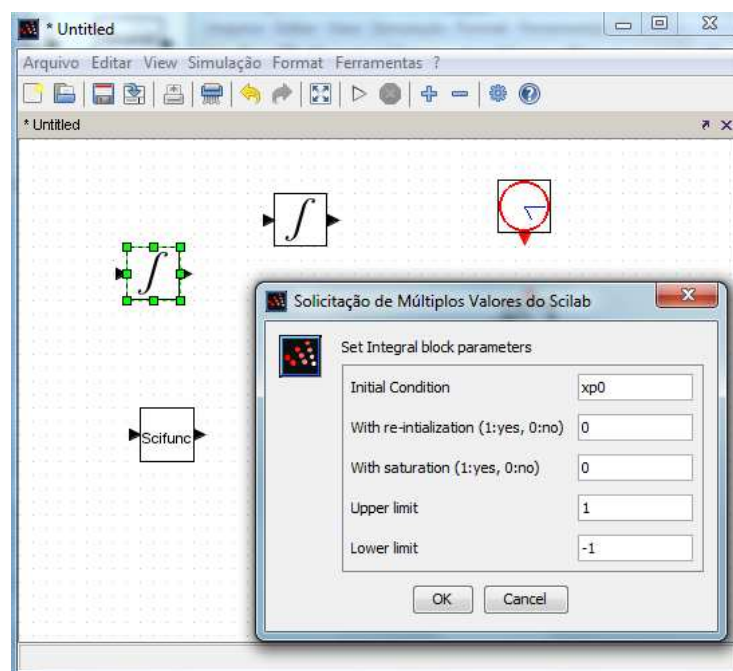 * Untitled
Arquivo Editar View Simulação Format Ferramentas ?
* Untitled
∫
∫
Solicitação de Múltiplos Valores do Scilab
Set Integral block parameters
Initial Condition xp0
With re-intialization (1:yes, 0:no) 0
With saturation (1:yes, 0:no) 0
Upper limit 1
Lower limit -1
Scifunc
OK Cancel